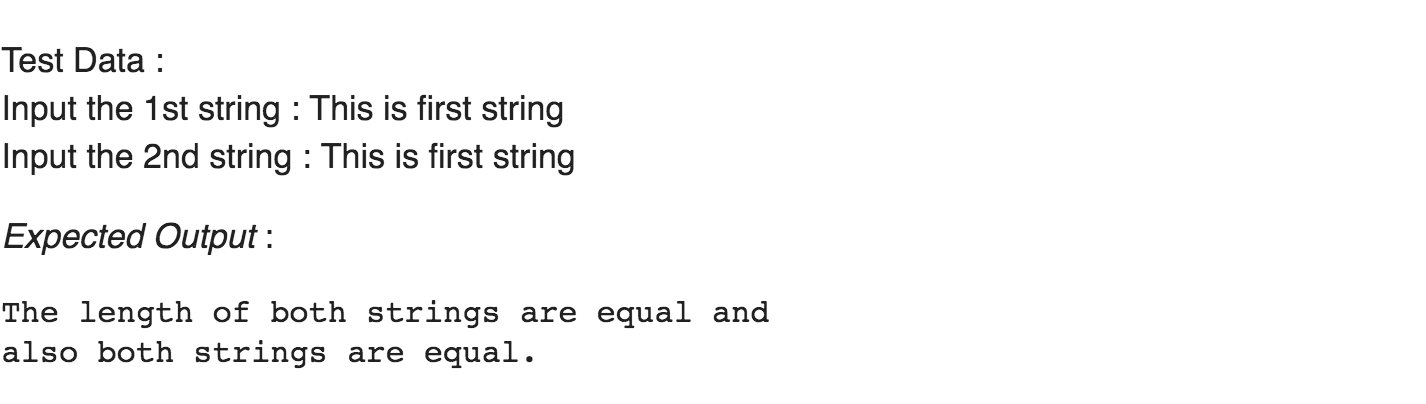 Test Data :
Input the 1st string : This is first string
Input the 2nd string : This is first string
Expected Output :
The length of both strings are equal and
also both strings are equal.